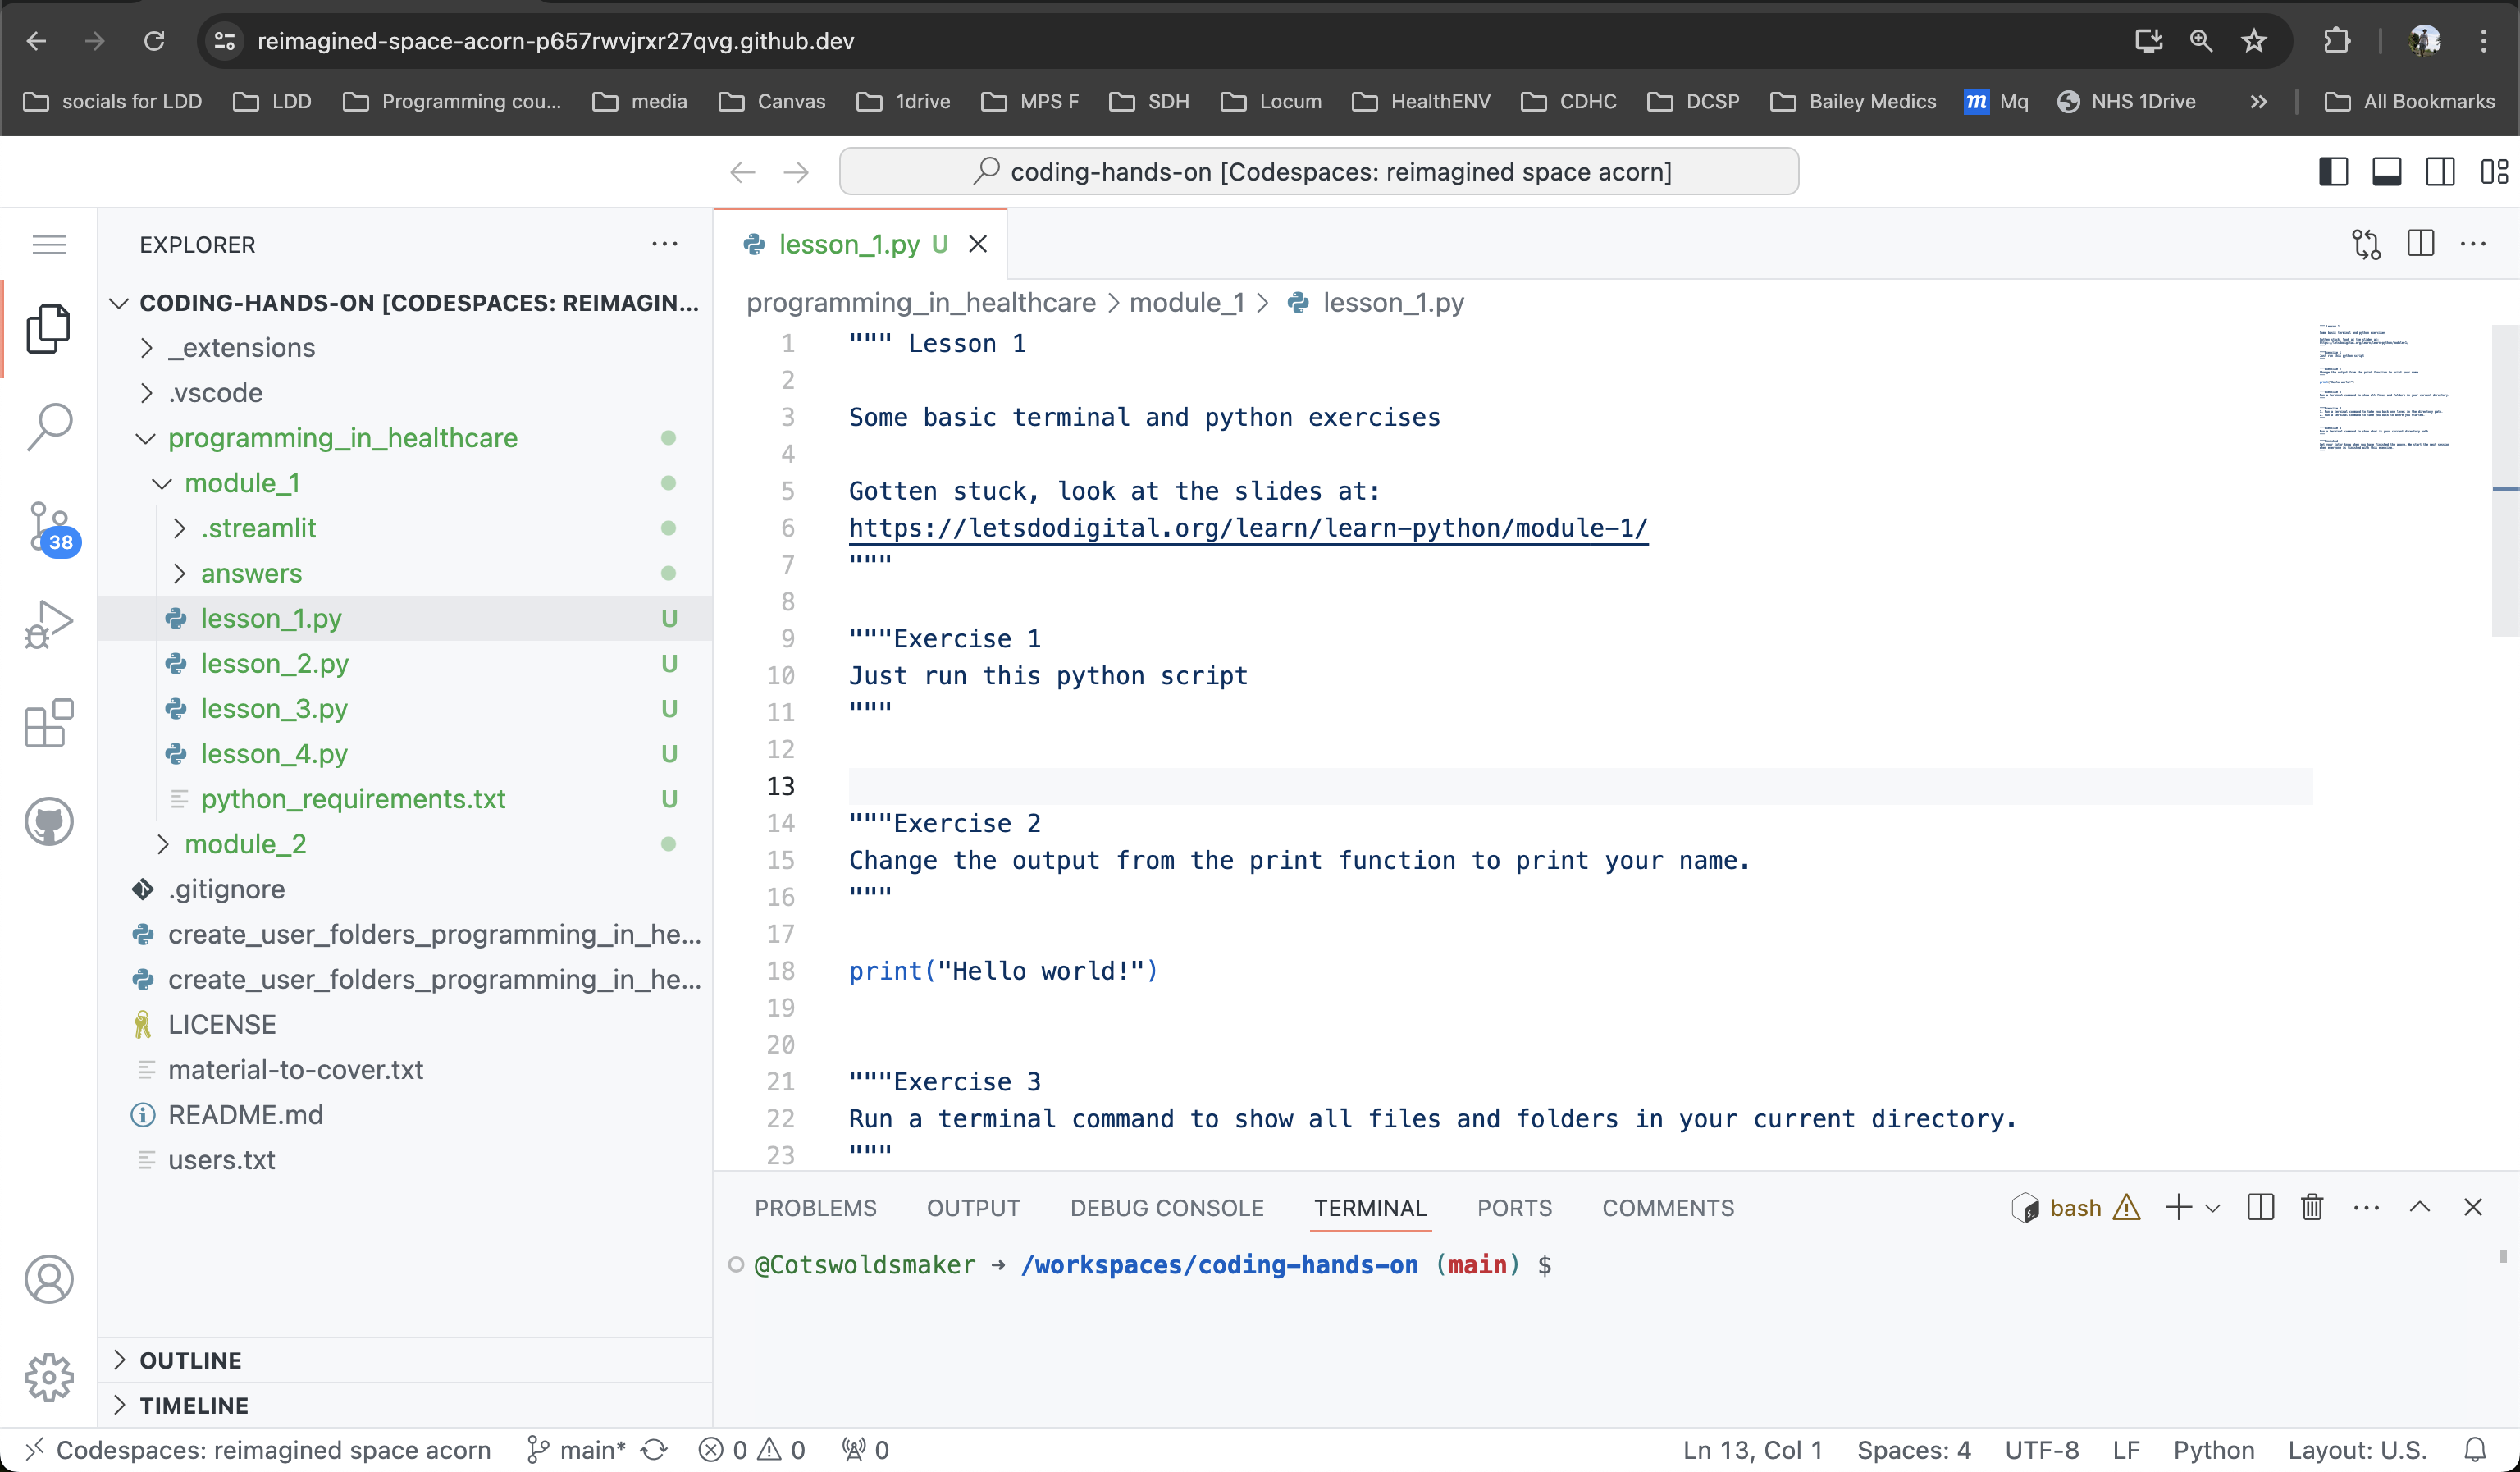 reimagined-space-acorn-p657rwvjrxr27qvg.github.dev
socials for LDD LDD Programming cou... media Canvas 1drive MPS F SDH Locum HealthENV CDHC DCSP Bailey Medics m Mq NHS 1Drive » All Bookmarks
coding-hands-on [Codespaces: reimagined space acorn]
EXPLORER
CODING-HANDS-ON [CODESPACES: REIMAGIN...
_extensions
.vscode
programming_in_healthcare
module_1
.streamlit
answers
lesson_1.py U
lesson_2.py U
lesson_3.py U
lesson_4.py U
python_requirements.txt U
module_2
.gitignore
create_user_folders_programming_in_he...
create_user_folders_programming_in_he...
LICENSE
material-to-cover.txt
README.md
users.txt
OUTLINE
TIMELINE
38
lesson_1.py U
programming_in_healthcare > module_1 > lesson_1.py
1 """ Lesson 1
2
3 Some basic terminal and python exercises
4
5 Gotten stuck, look at the slides at:
6 https://letsdodigital.org/learn/learn-python/module-1/
7 """
8
9 """Exercise 1
10 Just run this python script
11 """
12
13
14 """Exercise 2
15 Change the output from the print function to print your name.
16 """
17
18 print("Hello world!")
19
20
21 """Exercise 3
22 Run a terminal command to show all files and folders in your current directory.
23 """
PROBLEMS OUTPUT DEBUG CONSOLE TERMINAL PORTS COMMENTS bash
@Cotswoldsmaker → /workspaces/coding-hands-on (main) $
Codespaces: reimagined space acorn main* 0 0 0 Ln 13, Col 1 Spaces: 4 UTF-8 LF Python Layout: U.S.